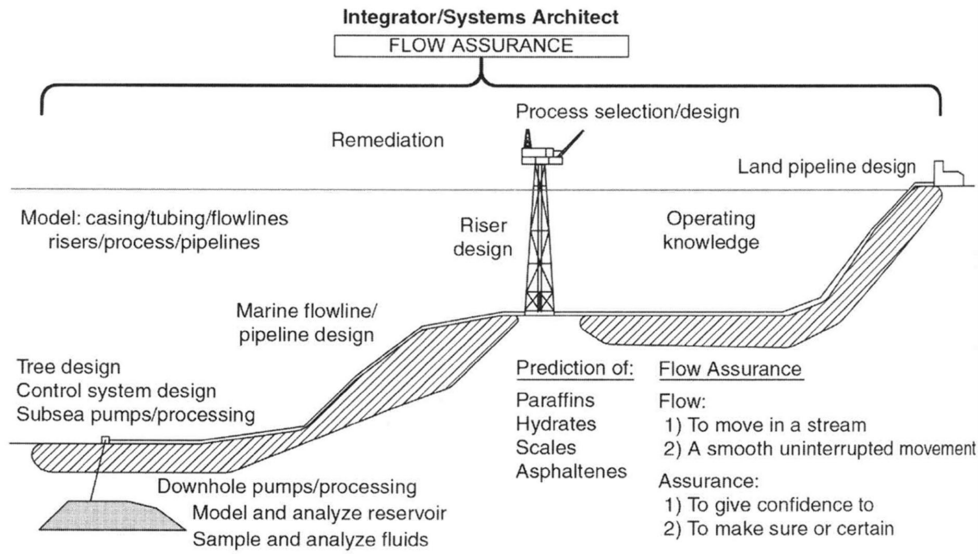 Integrator/Systems Architect
FLOW ASSURANCE
Process selection/design
Remediation
Land pipeline design
Model: casing/tubing/flowlines
risers/process/pipelines
Riser
design
Operating
knowledge
Marine flowline/
pipeline design
Tree design
Control system design
Subsea pumps/processing
Downhole pumps/processing
Model and analyze reservoir
Sample and analyze fluids
Prediction of:
Paraffins
Hydrates
Scales
Asphaltenes
Flow Assurance
Flow:
1) To move in a stream
2) A smooth uninterrupted movement
Assurance:
1) To give confidence to
2) To make sure or certain